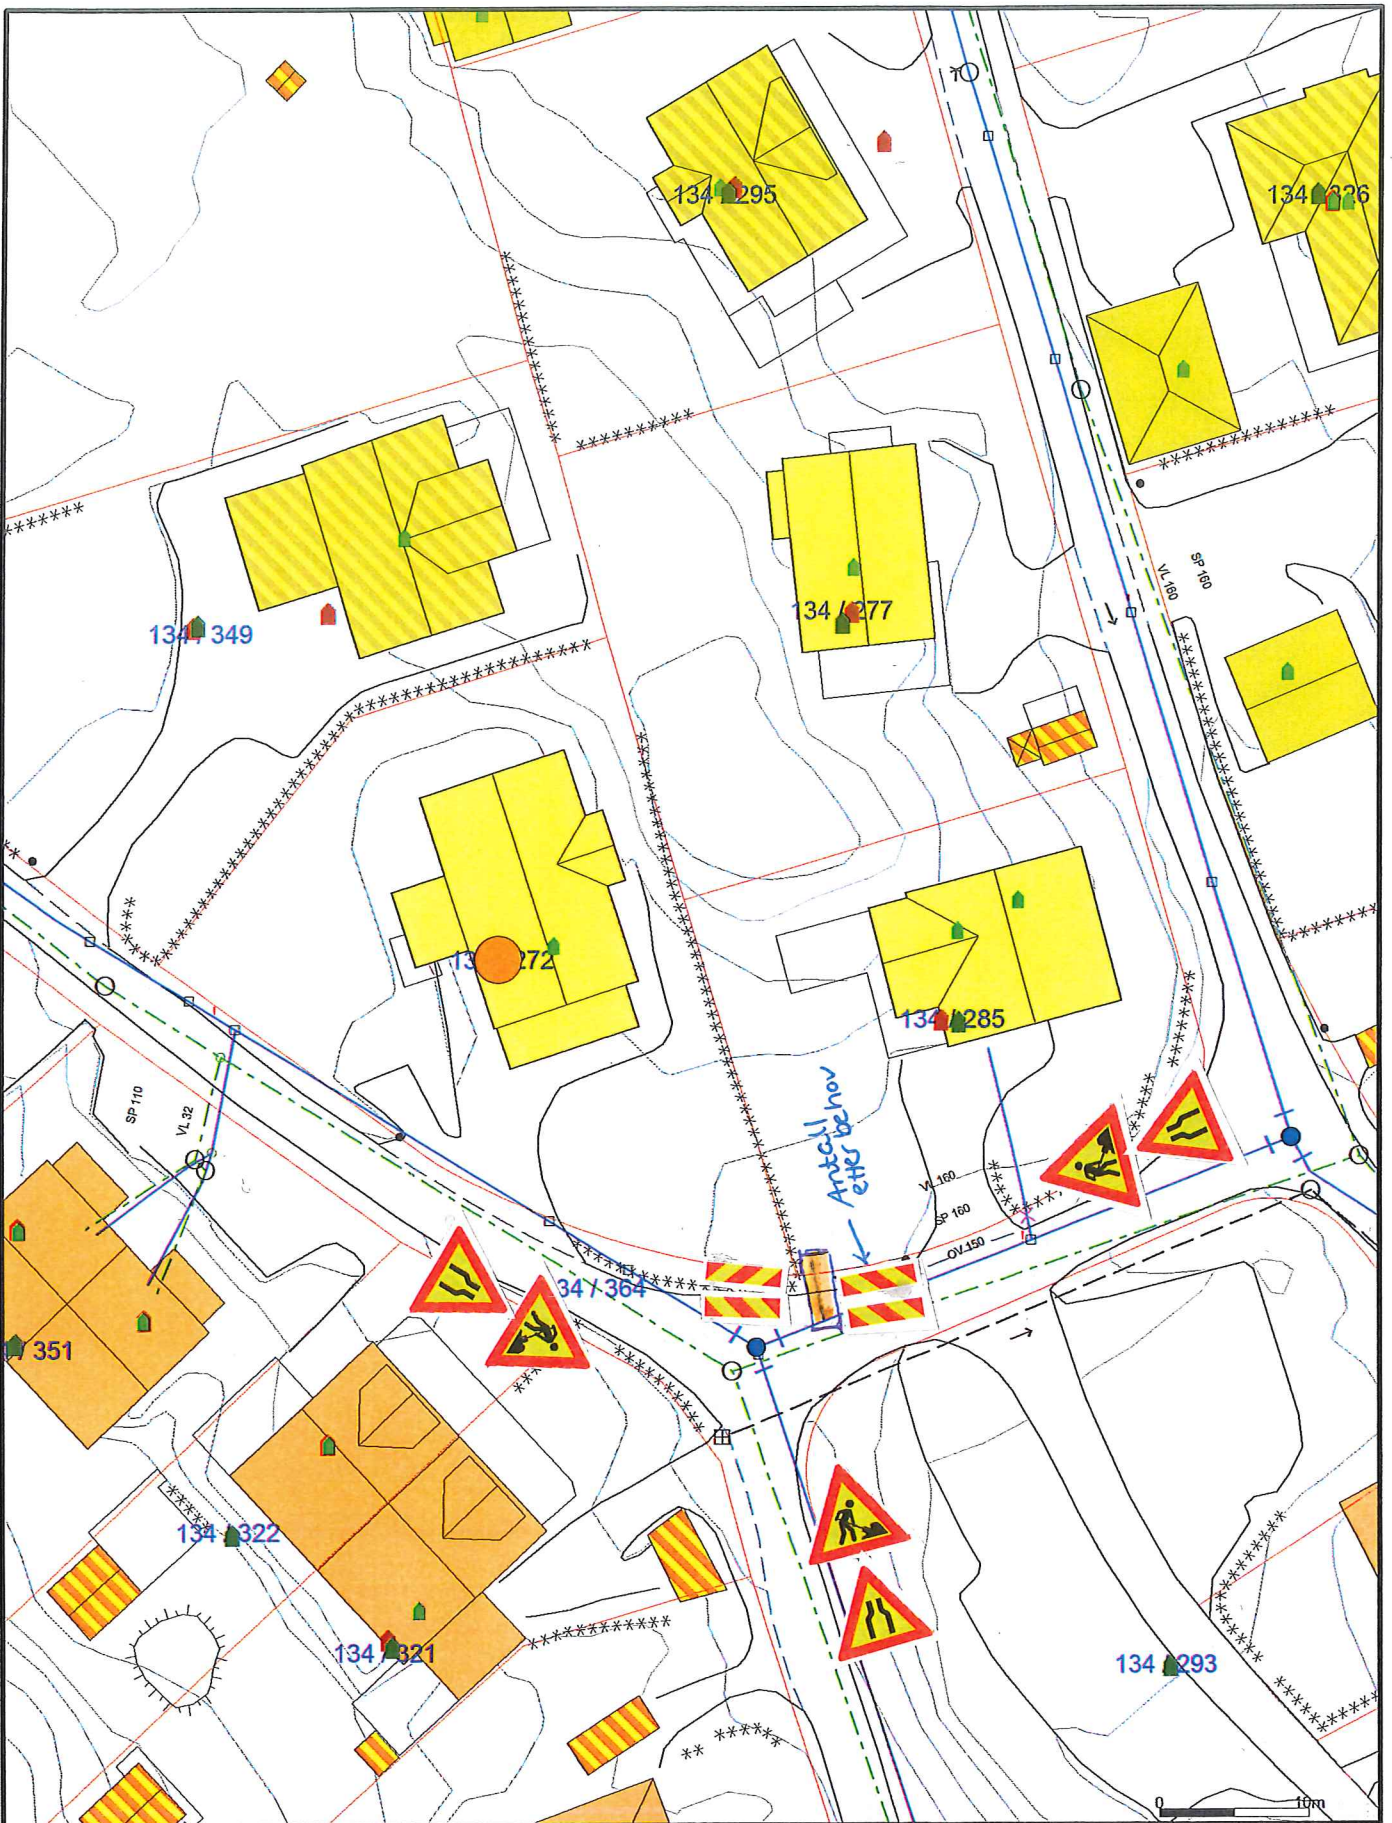 134 / 295
134 / 326
VL 160
SP 160
134 / 277
134 / 349
272
134 / 285
SP 110
VL 32
Antall
etter behov
VL 160
SP 160
OV 150
34 / 364
/ 351
134 / 322
134 / 321
134 / 293
0 10m